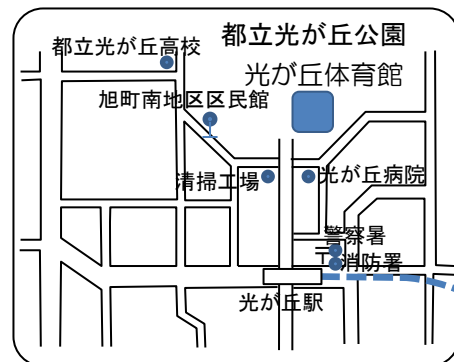 都立光が丘公園
都立光が丘高校
光が丘体育館
旭町南地区区民館
清掃工場
光が丘病院
警察署
〒
消防署
光が丘駅